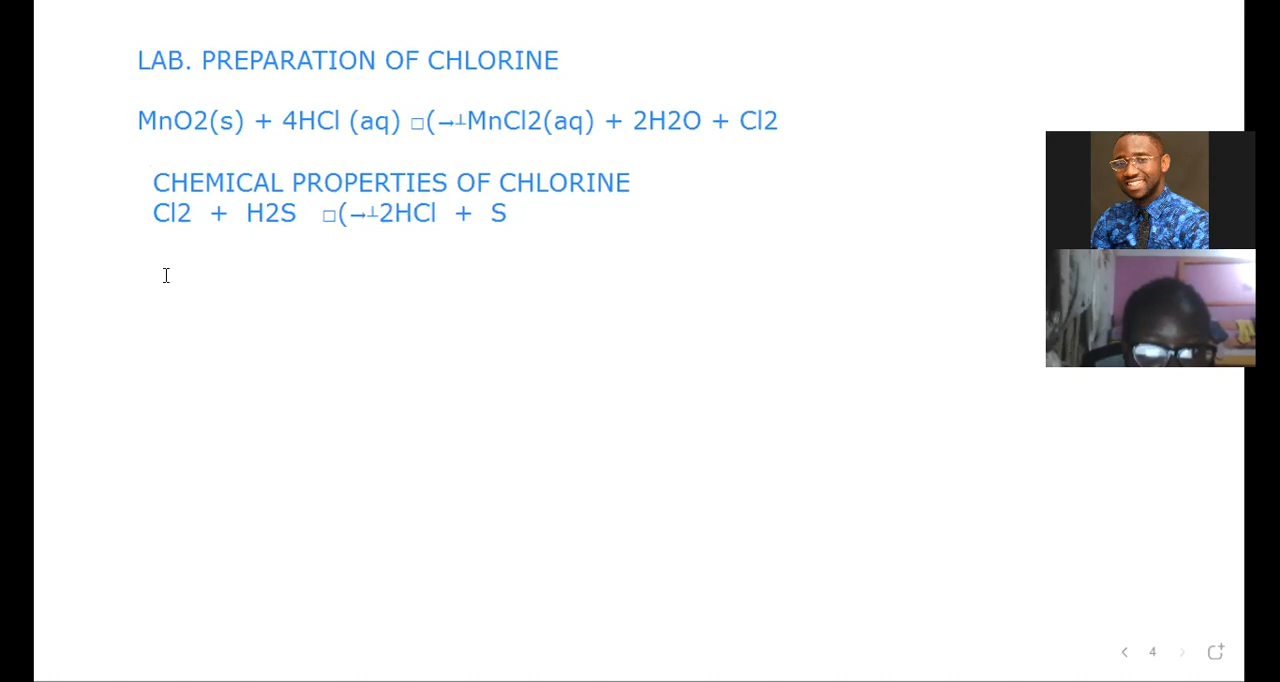 LAB. PREPARATION OF CHLORINE
MnO2(s) + 4HCl (aq) □(→┴MnCl2(aq) + 2H2O + Cl2
CHEMICAL PROPERTIES OF CHLORINE
Cl2 + H2S □(→┴2HCl + S
4